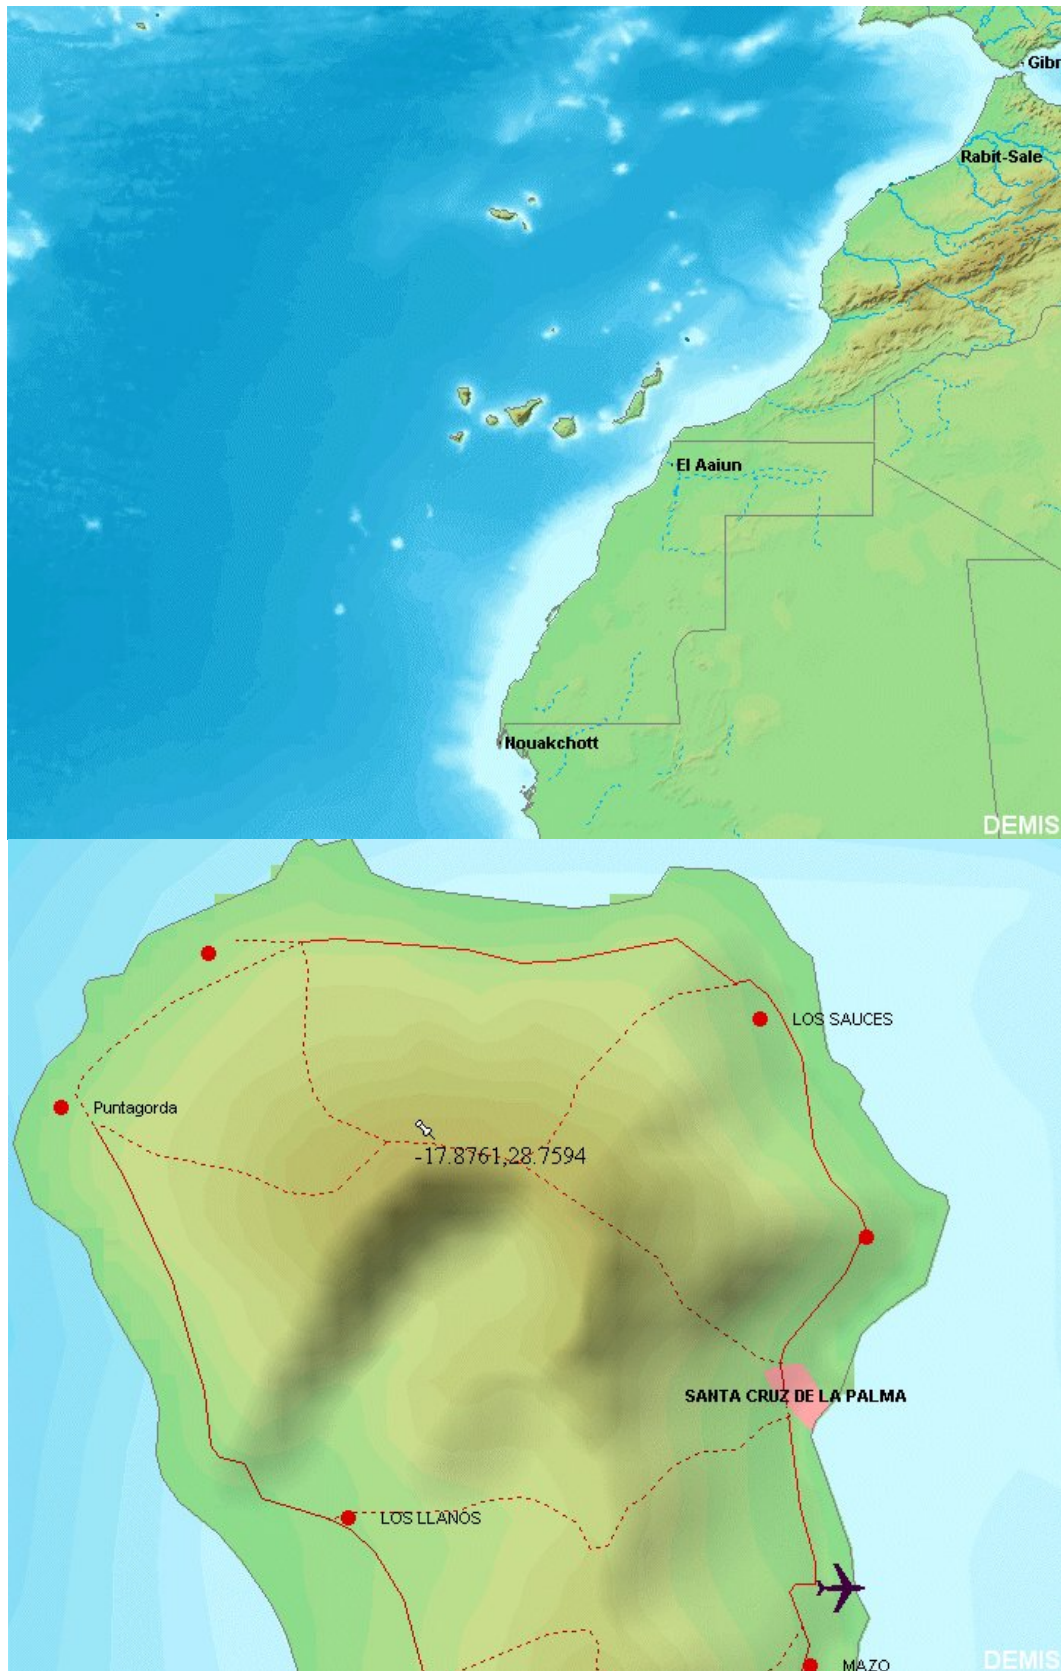 Gibr
Rabit-Sale
El Aaiun
Nouakchott
DEMIS
LOS SAUCES
Puntagorda
-17.8761,28.7594
SANTA CRUZ DE LA PALMA
LOS LLANOS
DEMIS
MAZO